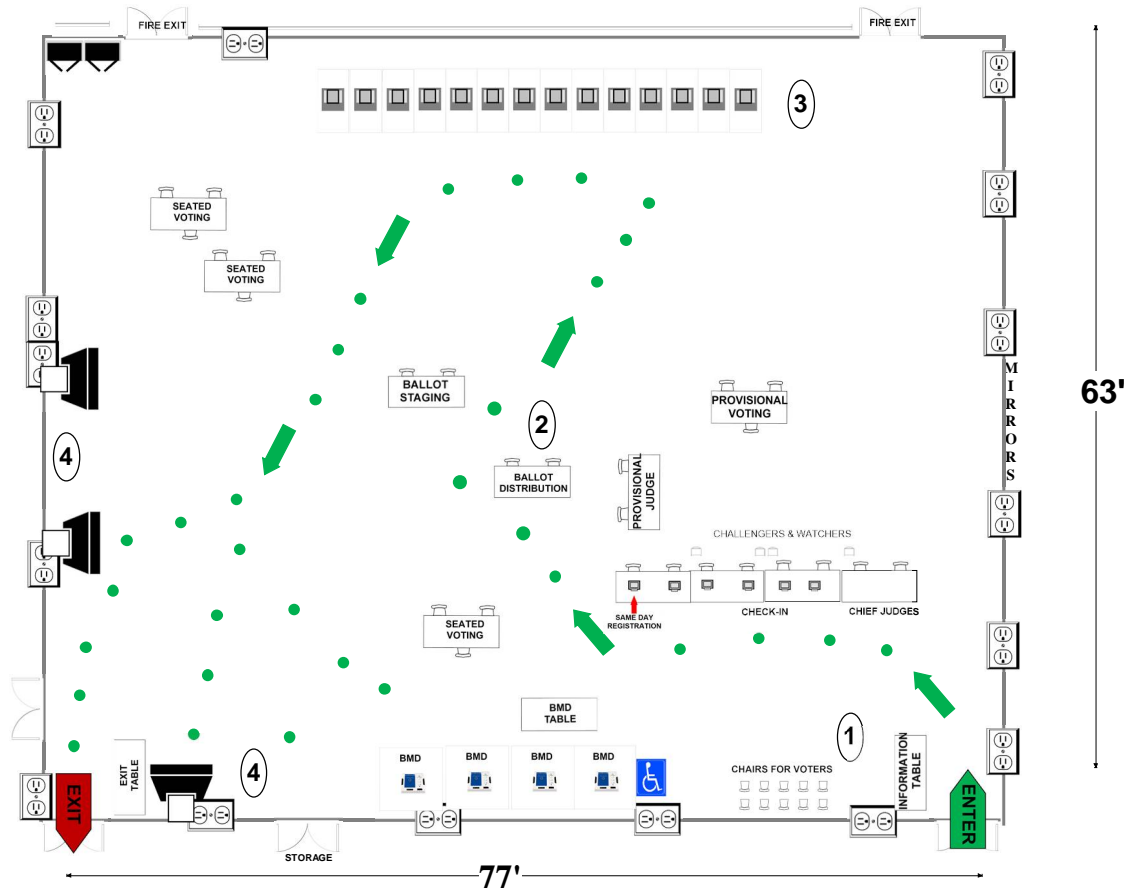 FIRE EXIT
FIRE EXIT
3
SEATED
VOTING
SEATED
VOTING
BALLOT
STAGING
PROVISIONAL
VOTING
MIRRORS
63'
2
4
BALLOT
DISTRIBUTION
PROVISIONAL
JUDGE
CHALLENGERS & WATCHERS
SAME DAY
REGISTRATION
CHECK-IN
CHIEF JUDGES
SEATED
VOTING
BMD
TABLE
1
BMD
BMD
BMD
BMD
4
EXIT
TABLE
EXIT
CHAIRS FOR VOTERS
INFORMATION
TABLE
ENTER
STORAGE
77'